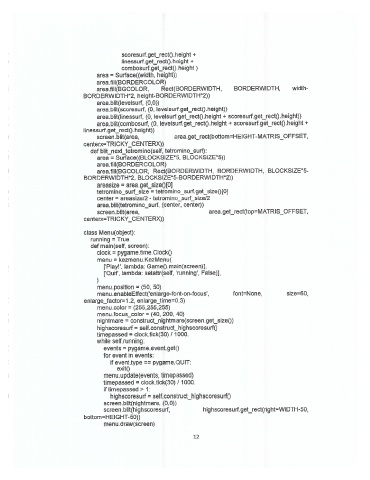 scoresurf.get_rect().height +
linessurf.get_rect().height +
combosurf.get_rect().height )
area = Surface((width, height))
area.fill(BORDERCOLOR)
area.fill(BGCOLOR, Rect(BORDERWIDTH, BORDERWIDTH, width-
BORDERWIDTH*2, height-BORDERWIDTH*2))
area.blit(levelsurf, (0,0))
area.blit(scoresurf, (0, levelsurf.get_rect().height))
area.blit(linessurf, (0, levelsurf.get_rect().height + scoresurf.get_rect().height))
area.blit(combosurf, (0, levelsurf.get_rect().height + scoresurf.get_rect().height +
linessurf.get_rect().height))
screen.blit(area, area.get_rect(bottom=HEIGHT-MATRIS_OFFSET,
centerx=TRICKY_CENTERX))
def blit_next_tetromino(self, tetromino_surf):
area = Surface((BLOCKSIZE*5, BLOCKSIZE*5))
area.fill(BORDERCOLOR)
area.fill(BGCOLOR, Rect(BORDERWIDTH, BORDERWIDTH, BLOCKSIZE*5-
BORDERWIDTH*2, BLOCKSIZE*5-BORDERWIDTH*2))
areasize = area.get_size()[0]
tetromino_surf_size = tetromino_surf.get_size()[0]
center = areasize/2 - tetromino_surf_size/2
area.blit(tetromino_surf, (center, center))
screen.blit(area, area.get_rect(top=MATRIS_OFFSET,
centerx=TRICKY_CENTERX))
class Menu(object):
running = True
def main(self, screen):
clock = pygame.time.Clock()
menu = kezmenu.KezMenu(
['Play!', lambda: Game().main(screen)],
['Quit', lambda: setattr(self, 'running', False)],
)
menu.position = (50, 50)
menu.enableEffect('enlarge-font-on-focus', font=None, size=60,
enlarge_factor=1.2, enlarge_time=0.3)
menu.color = (255,255,255)
menu.focus_color = (40, 200, 40)
nightmare = construct_nightmare(screen.get_size())
highscoresurf = self.construct_highscoresurf()
timepassed = clock.tick(30) / 1000.
while self.running:
events = pygame.event.get()
for event in events:
if event.type == pygame.QUIT:
exit()
menu.update(events, timepassed)
timepassed = clock.tick(30) / 1000.
if timepassed > 1:
highscoresurf = self.construct_highscoresurf()
screen.blit(nightmare, (0,0))
screen.blit(highscoresurf, highscoresurf.get_rect(right=WIDTH-50,
bottom=HEIGHT-50))
menu.draw(screen)
12